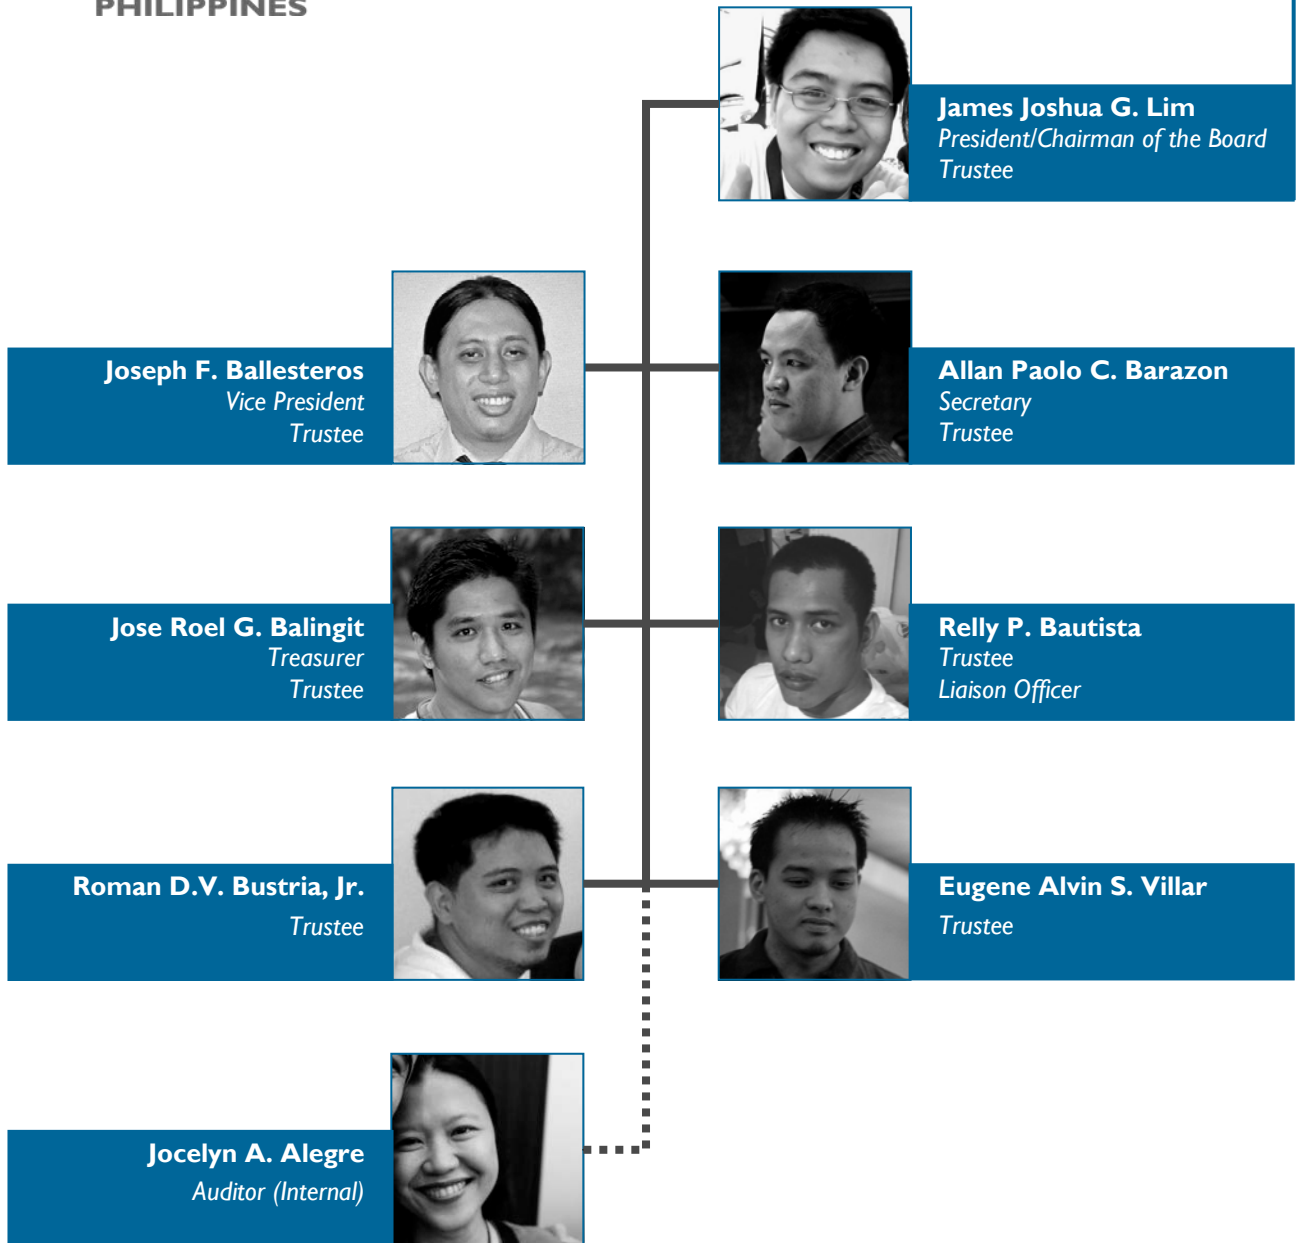 PHILIPPINES
James Joshua G. Lim
President/Chairman of the Board
Trustee
Joseph F. Ballesteros
Vice President
Trustee
Allan Paolo C. Barazon
Secretary
Trustee
Jose Roel G. Balingit
Treasurer
Trustee
Relly P. Bautista
Trustee
Liaison Officer
Roman D.V. Bustria, Jr.
Trustee
Eugene Alvin S. Villar
Trustee
Jocelyn A. Alegre
Auditor (Internal)